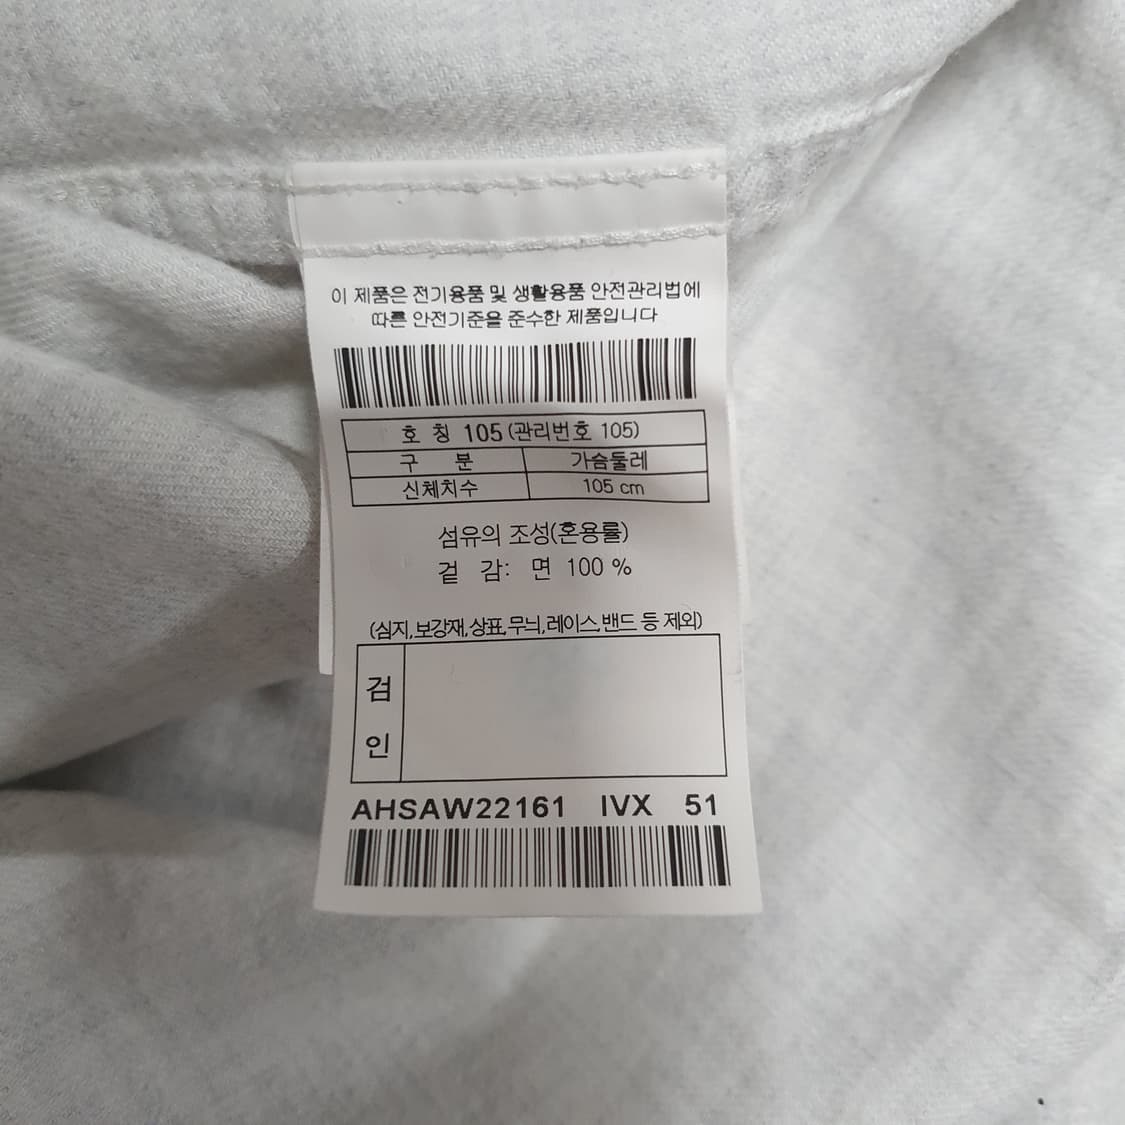 이 제품은 전기용품 및 생활용품 안전관리법에
따른 안전기준을 준수한 제품입니다
호 칭 105 (관리번호 105)
구 분 가슴둘레
신체치수 105 cm
섬유의 조성(혼용률)
겉 감: 면 100 %
(심지,보강재,상표,무늬,레이스,밴드 등 제외)
검
인
AHSAW22161 IVX 51